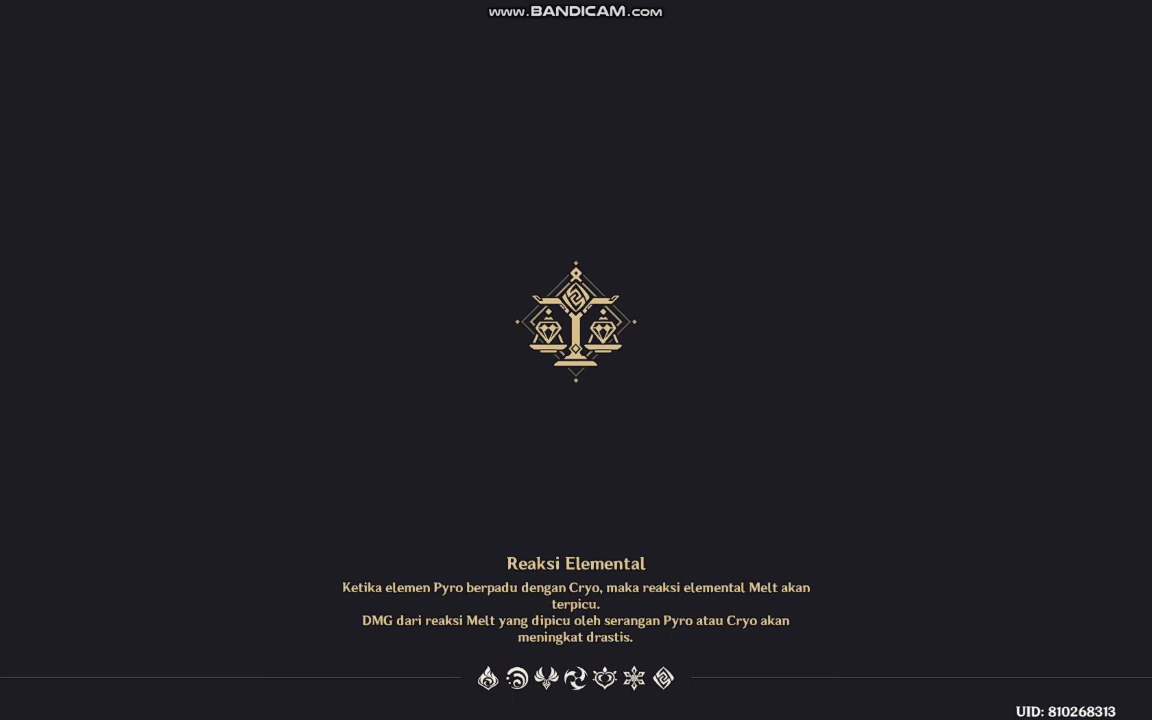 www.BANDICAM.com
Reaksi Elemental
Ketika elemen Pyro berpadu dengan Cryo, maka reaksi elemental Melt akan
terpicu.
DMG dari reaksi Melt yang dipicu oleh serangan Pyro atau Cryo akan
meningkat drastis.
UID: 810268313